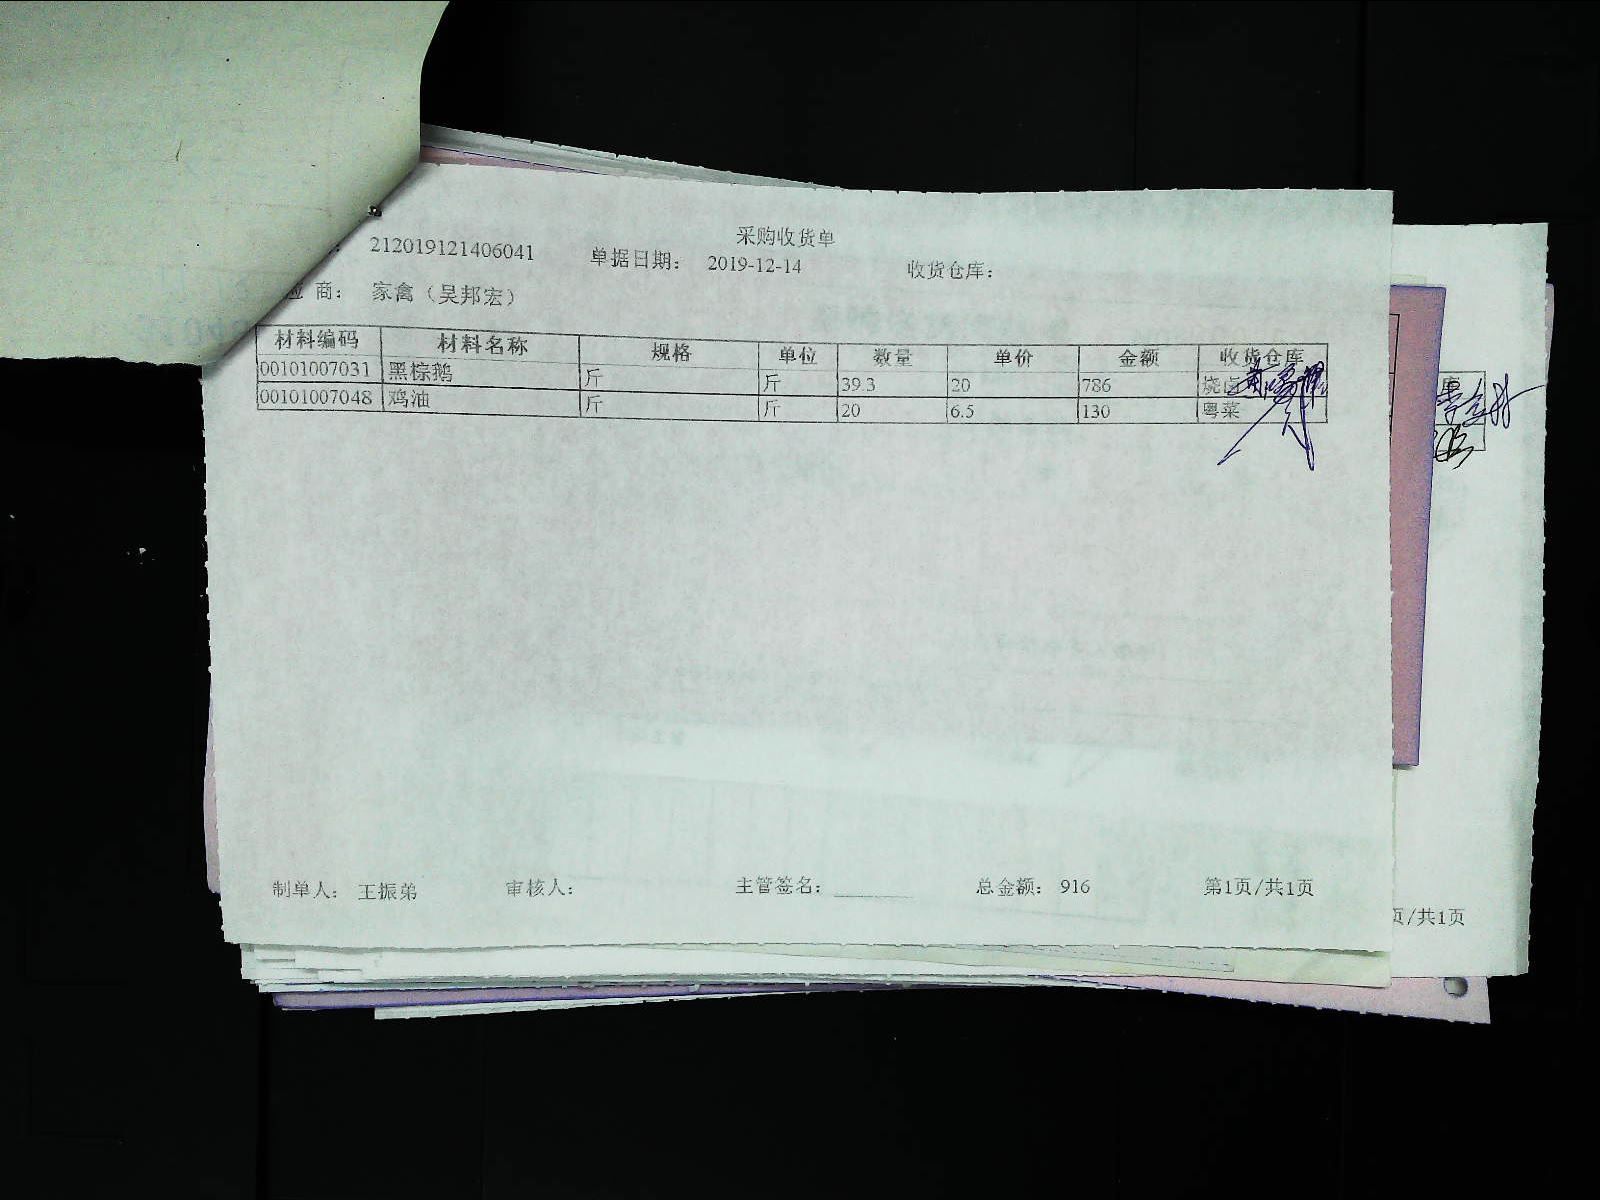 采购收货单
： 212019121406041 单据日期： 2019-12-14 收货仓库：
应 商： 家禽（吴邦宏）
材料编码 材料名称 规格 单位 数量 单价 金额 收货仓库
00101007031 黑棕鹅 斤 斤 39.3 20 786 烧卤
00101007048 鸡油 斤 斤 20 6.5 130 粤菜
制单人： 王振弟 审核人： 主管签名： 总金额： 916 第1页/共1页
页/共1页